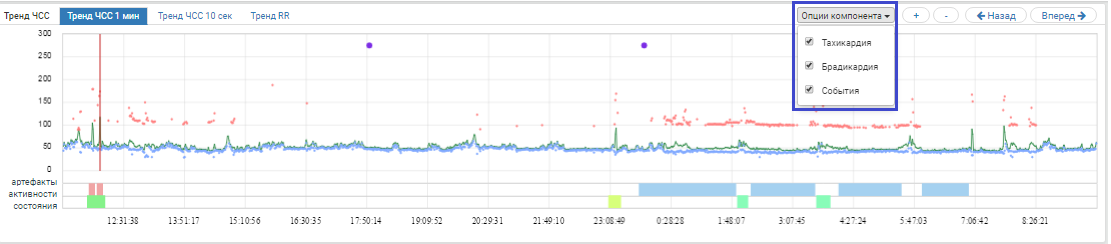 Тренд ЧСС Тренд ЧСС 1 мин Тренд ЧСС 10 сек Тренд RR Опции компонента + - Назад Вперед
Тахикардия
Брадикардия
События
300
250
200
150
100
50
0
артефакты
активности
состояния
12:31:38 13:51:17 15:10:56 16:30:35 17:50:14 19:09:52 20:29:31 21:49:10 23:08:49 0:28:28 1:48:07 3:07:45 4:27:24 5:47:03 7:06:42 8:26:21